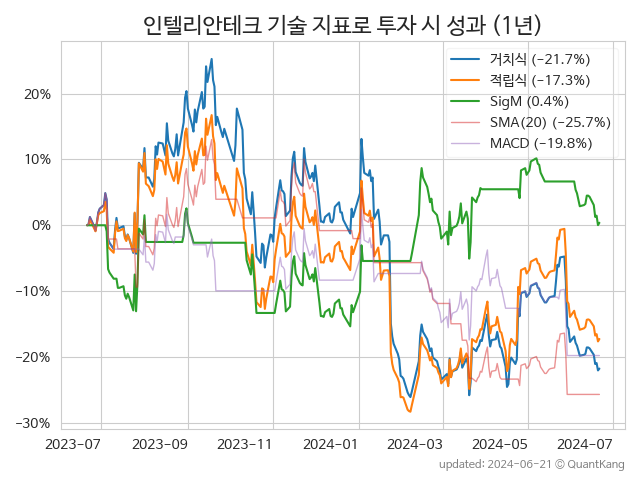 인텔리안테크 기술 지표로 투자 시 성과 (1년)
거치식 (−21.7%)
적립식 (−17.3%)
SigM (0.4%)
SMA(20) (−25.7%)
MACD (−19.8%)
20%
10%
0%
−10%
−20%
−30%
2023-07 2023-09 2023-11 2024-01 2024-03 2024-05 2024-07
updated: 2024-06-21 © QuantKang